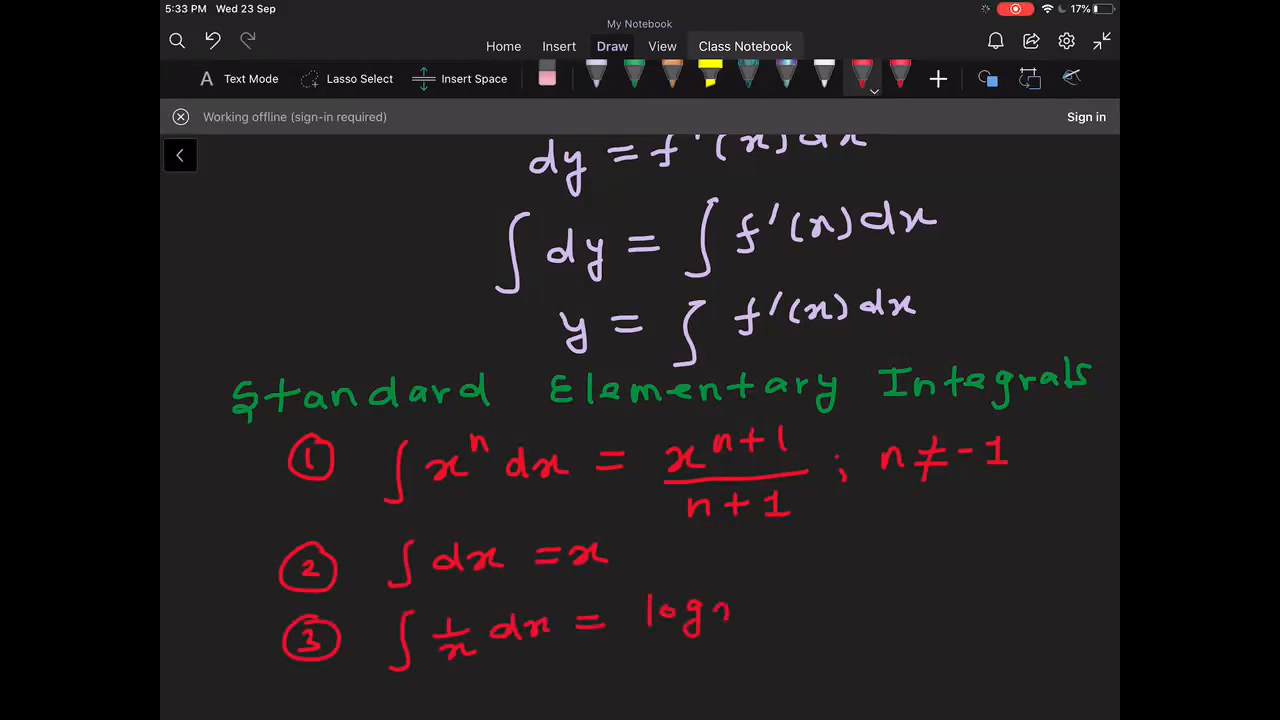 5:33 PM Wed 23 Sep 17%
My Notebook
Home Insert Draw View Class Notebook
Text Mode Lasso Select Insert Space
Working offline (sign-in required) Sign in
dy = f'(x) dx
∫ dy = ∫ f'(x) dx
y = ∫ f'(x) dx
Standard Elementary Integrals
① ∫ xⁿ dx = xⁿ⁺¹/n+1 ; n ≠ -1
② ∫ dx = x
③ ∫ 1/x dx = log